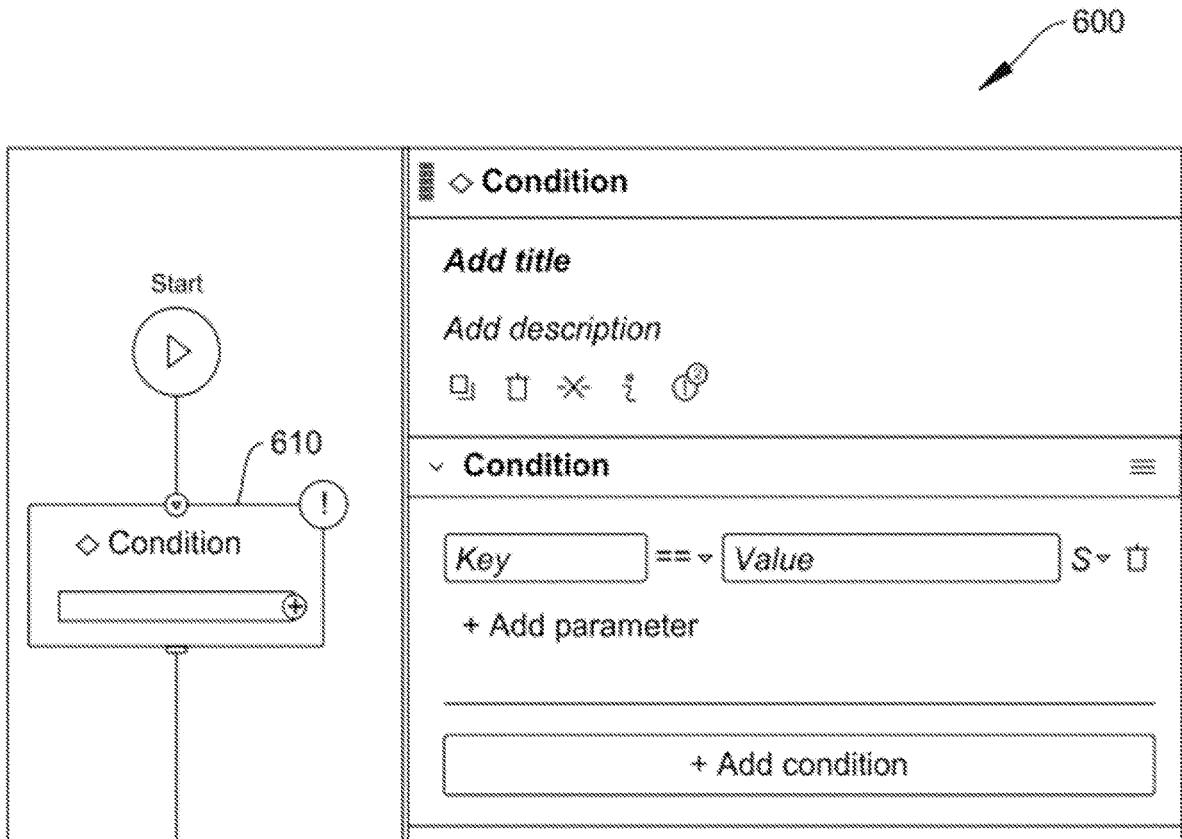 600
Condition
Add title
Start
Add description
610
Condition
!
Condition
Key == Value S
+ Add parameter
+ Add condition